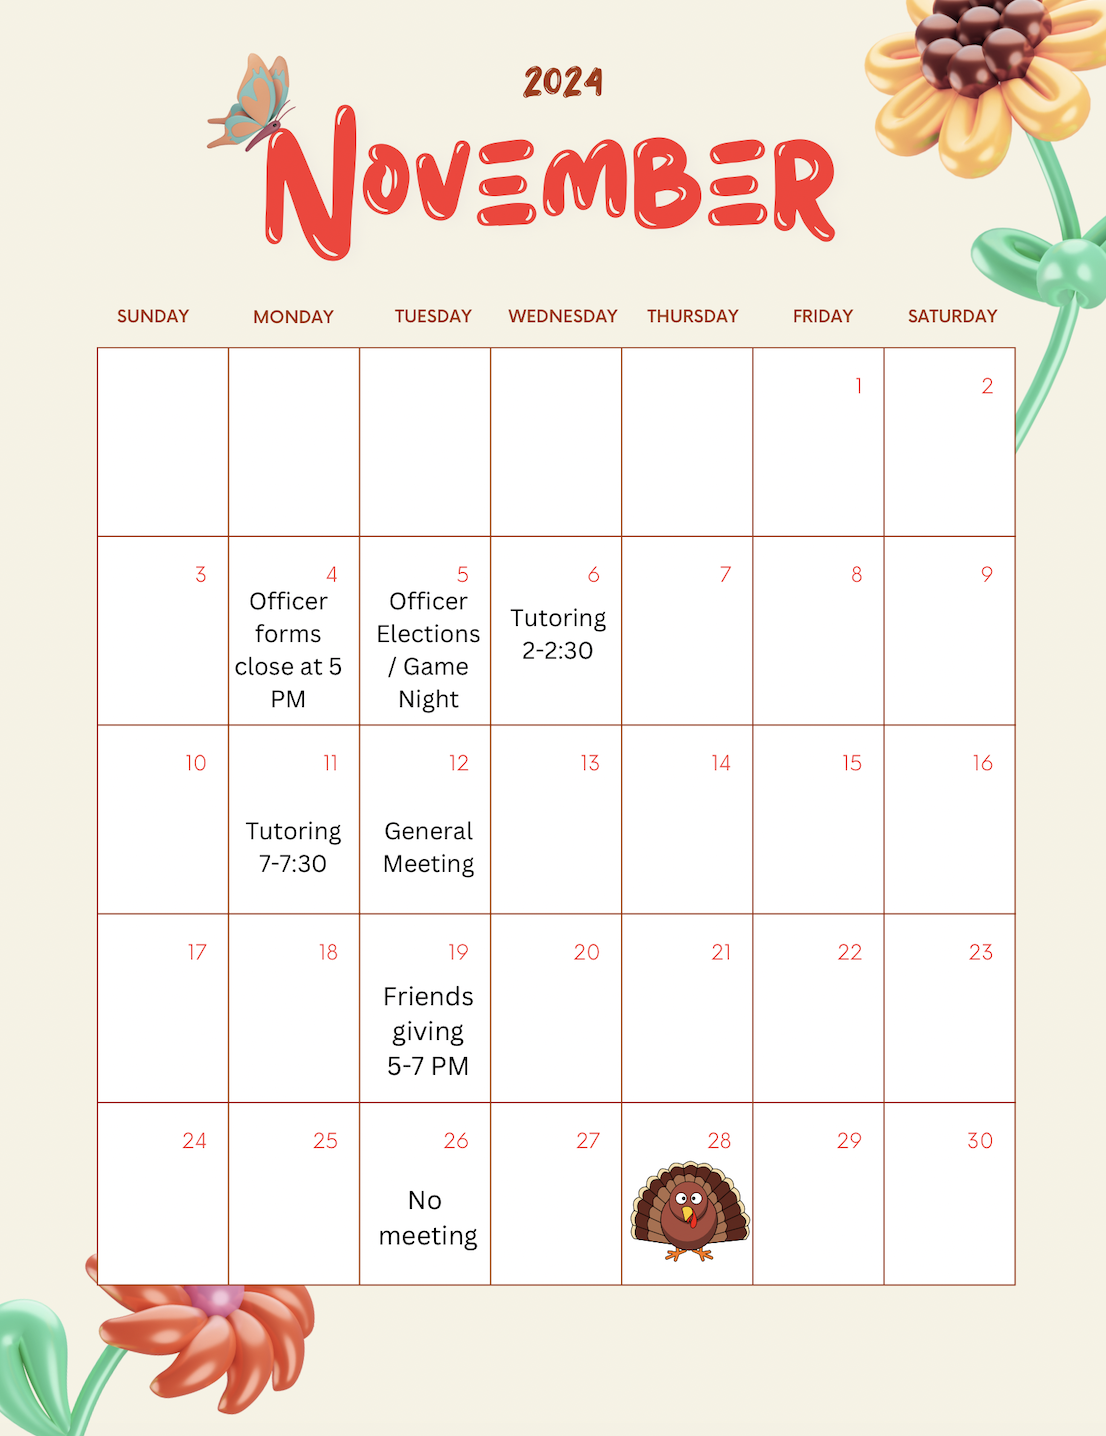 2024
NOVEMBER
SUNDAY MONDAY TUESDAY WEDNESDAY THURSDAY FRIDAY SATURDAY
1 2
3 4 5 6 7 8 9
Officer
forms
close at 5
PM
Officer
Elections
/ Game
Night
Tutoring
2-2:30
10 11 12 13 14 15 16
Tutoring
7-7:30
General
Meeting
17 18 19 20 21 22 23
Friends
giving
5-7 PM
24 25 26 27 28 29 30
No
meeting